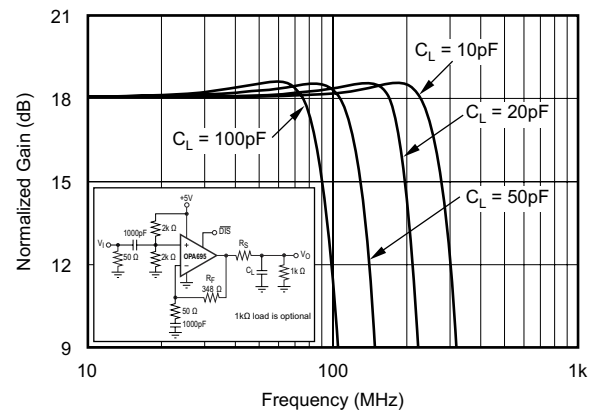 21
18
15
12
9
Normalized Gain (dB)
C_L = 10pF
C_L = 100pF
C_L = 20pF
C_L = 50pF
+5V
1000pF
2k Ω
DIS
V_I
50 Ω
2k Ω
+
OPA695
−
R_S
V_O
C_L
1k Ω
R_F
348 Ω
50 Ω
1000pF
1kΩ load is optional
10
100
1k
Frequency (MHz)